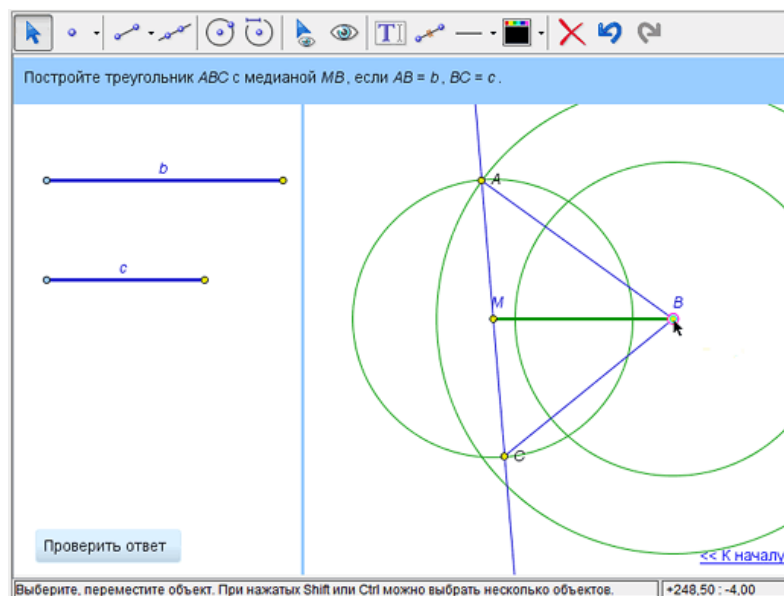 T
Постройте треугольник ABC с медианой MB, если AB = b, BC = c.
b
c
A
M
B
C
Проверить ответ
<< К началу
Выберите, переместите объект. При нажатых Shift или Ctrl можно выбрать несколько объектов.
+248,50 : -4,00